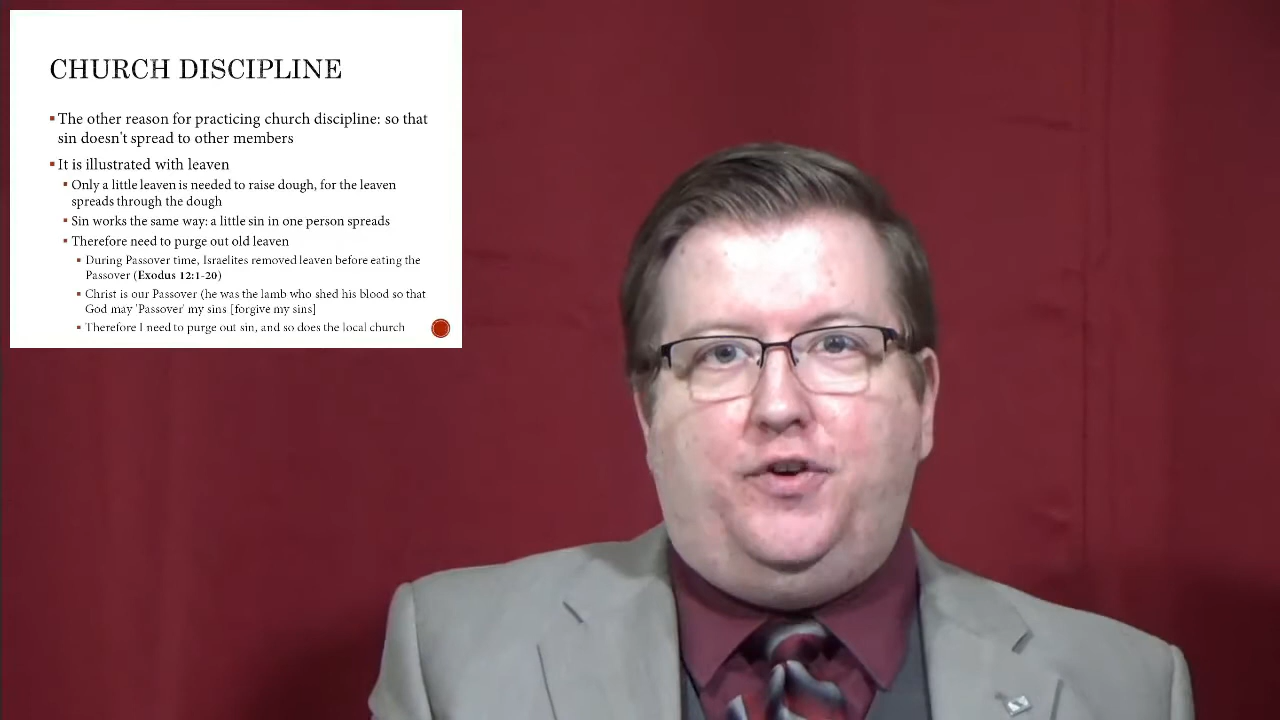 CHURCH DISCIPLINE
The other reason for practicing church discipline: so that
sin doesn't spread to other members
It is illustrated with leaven
Only a little leaven is needed to raise dough, for the leaven
spreads through the dough
Sin works the same way: a little sin in one person spreads
Therefore need to purge out old leaven
During Passover time, Israelites removed leaven before eating the
Passover (Exodus 12:1-20)
Christ is our Passover (he was the lamb who shed his blood so that
God may 'Passover' my sins [forgive my sins]
Therefore I need to purge out sin, and so does the local church